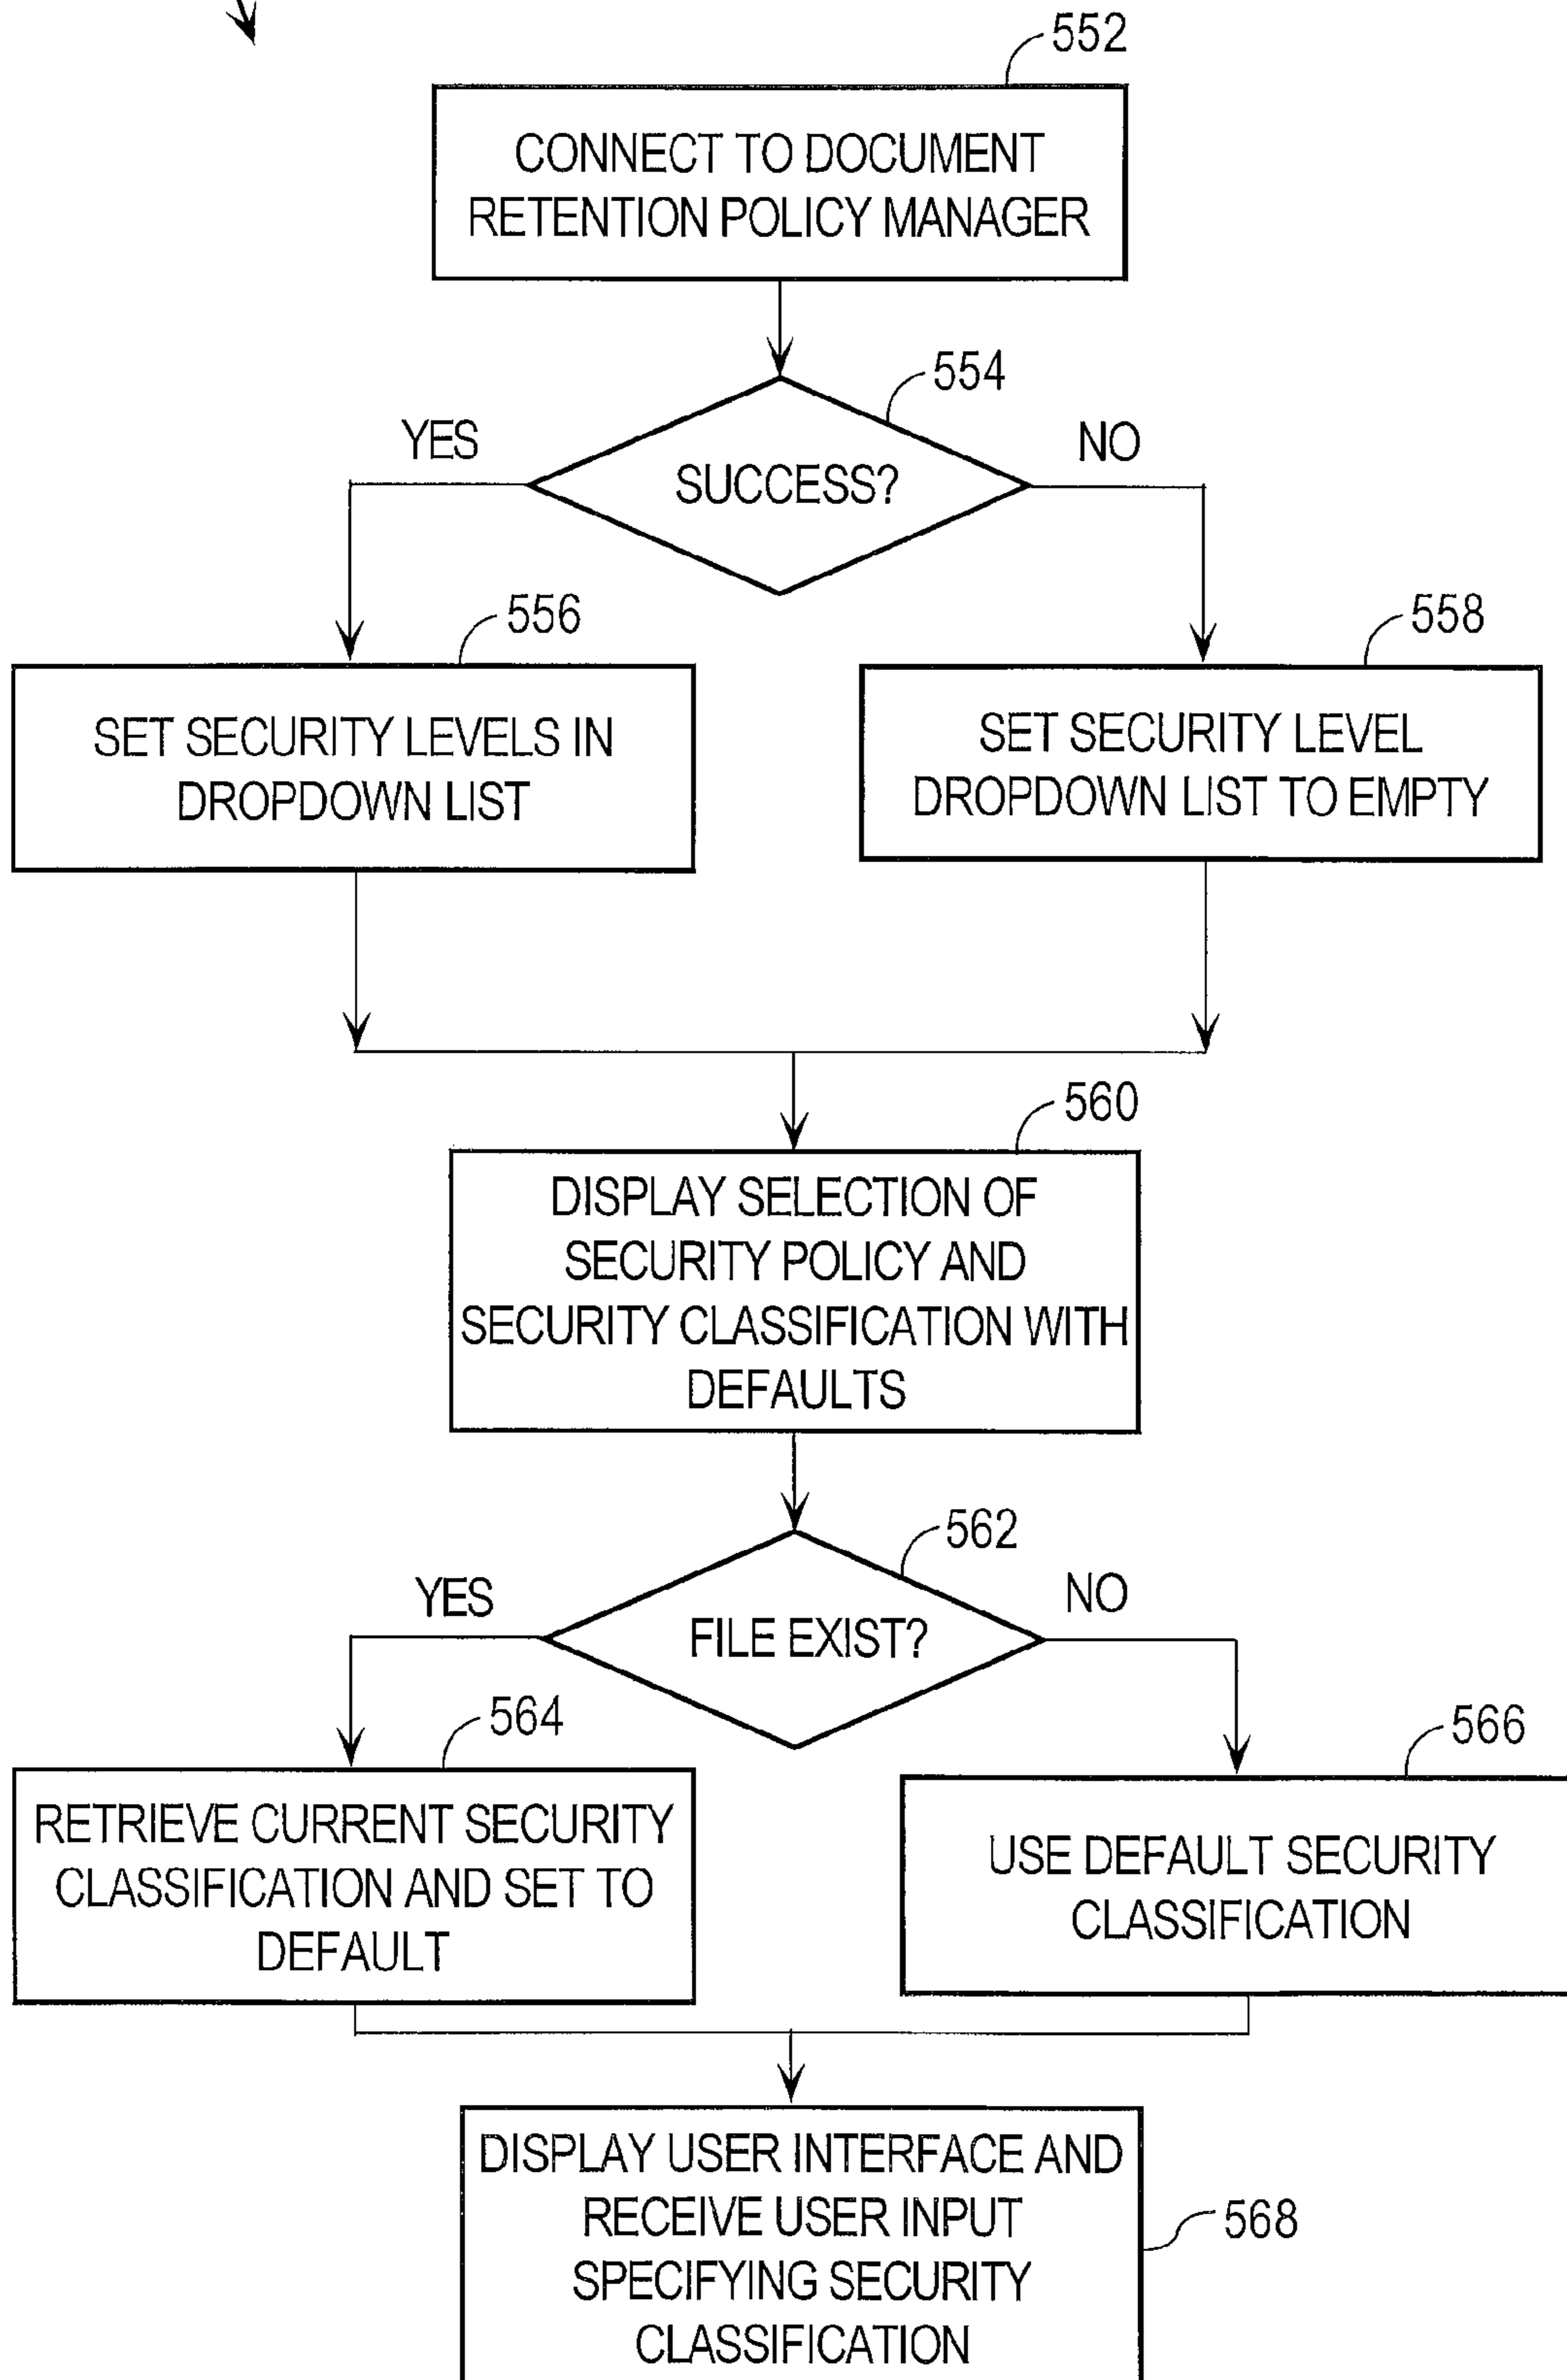 552
CONNECT TO DOCUMENT
RETENTION POLICY MANAGER
554
YES
NO
SUCCESS?
556
558
SET SECURITY LEVELS IN
DROPDOWN LIST
SET SECURITY LEVEL
DROPDOWN LIST TO EMPTY
560
DISPLAY SELECTION OF
SECURITY POLICY AND
SECURITY CLASSIFICATION WITH
DEFAULTS
562
YES
NO
FILE EXIST?
564
566
RETRIEVE CURRENT SECURITY
CLASSIFICATION AND SET TO
DEFAULT
USE DEFAULT SECURITY
CLASSIFICATION
DISPLAY USER INTERFACE AND
RECEIVE USER INPUT
SPECIFYING SECURITY
CLASSIFICATION
568